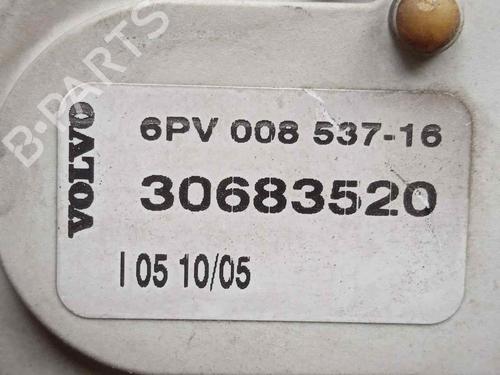 B-PARTS
VOLVO
6PV 008 537-16
30683520
I 05 10/05